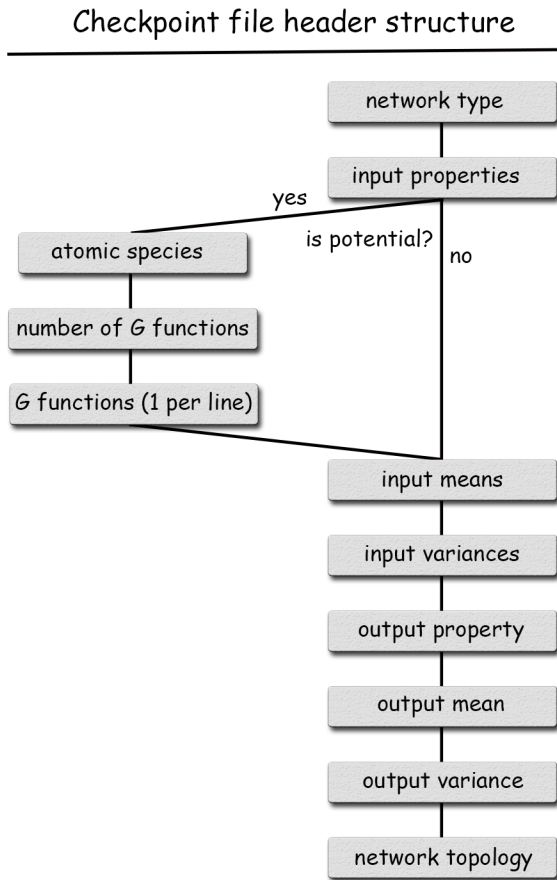 Checkpoint file header structure
network type
input properties
yes
is potential?
no
atomic species
number of G functions
G functions (1 per line)
input means
input variances
output property
output mean
output variance
network topology